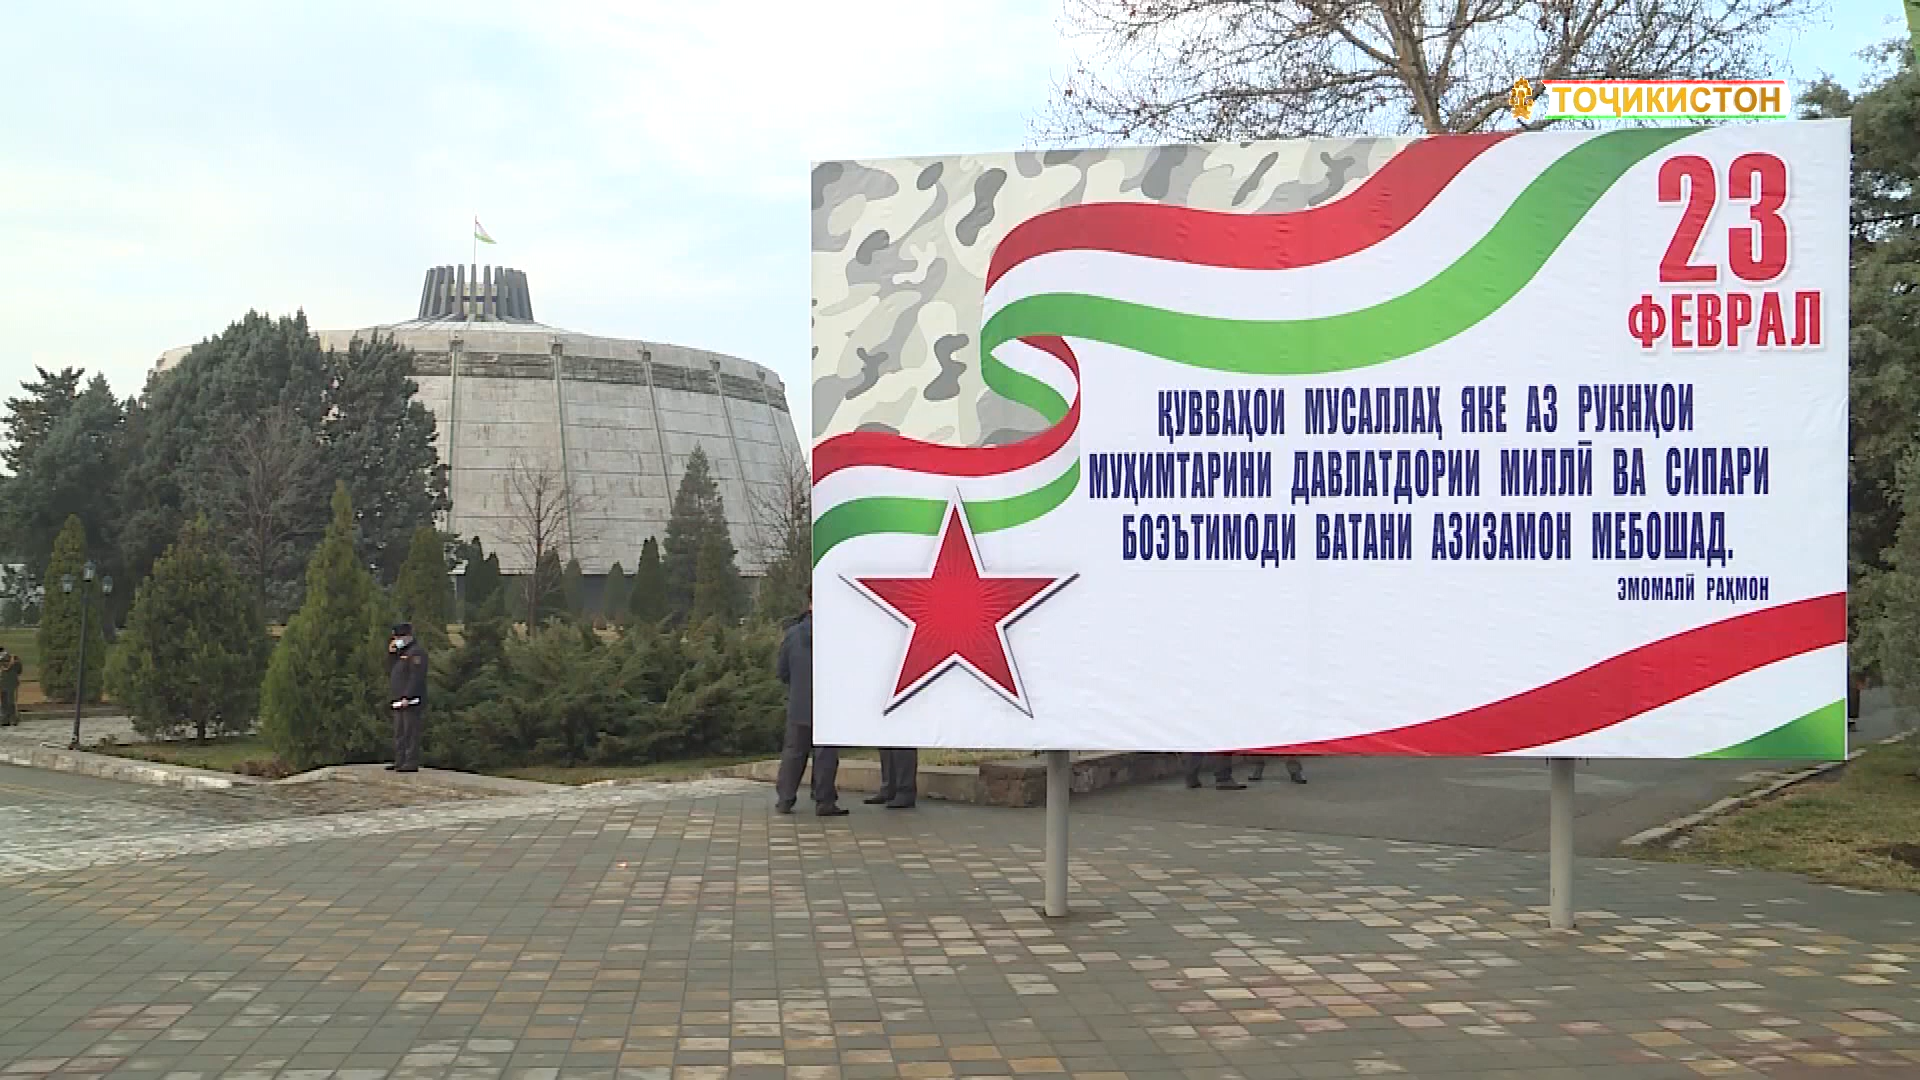 ТОҶИКИСТОН
23
ФЕВРАЛ
ҚУВВАҲОИ МУСАЛЛАҲ ЯКЕ АЗ РУКНҲОИ
МУҲИМТАРИНИ ДАВЛАТДОРИИ МИЛЛӢ ВА СИПАРИ
БОЭЪТИМОДИ ВАТАНИ АЗИЗАМОН МЕБОШАД.
ЭМОМАЛӢ РАҲМОН